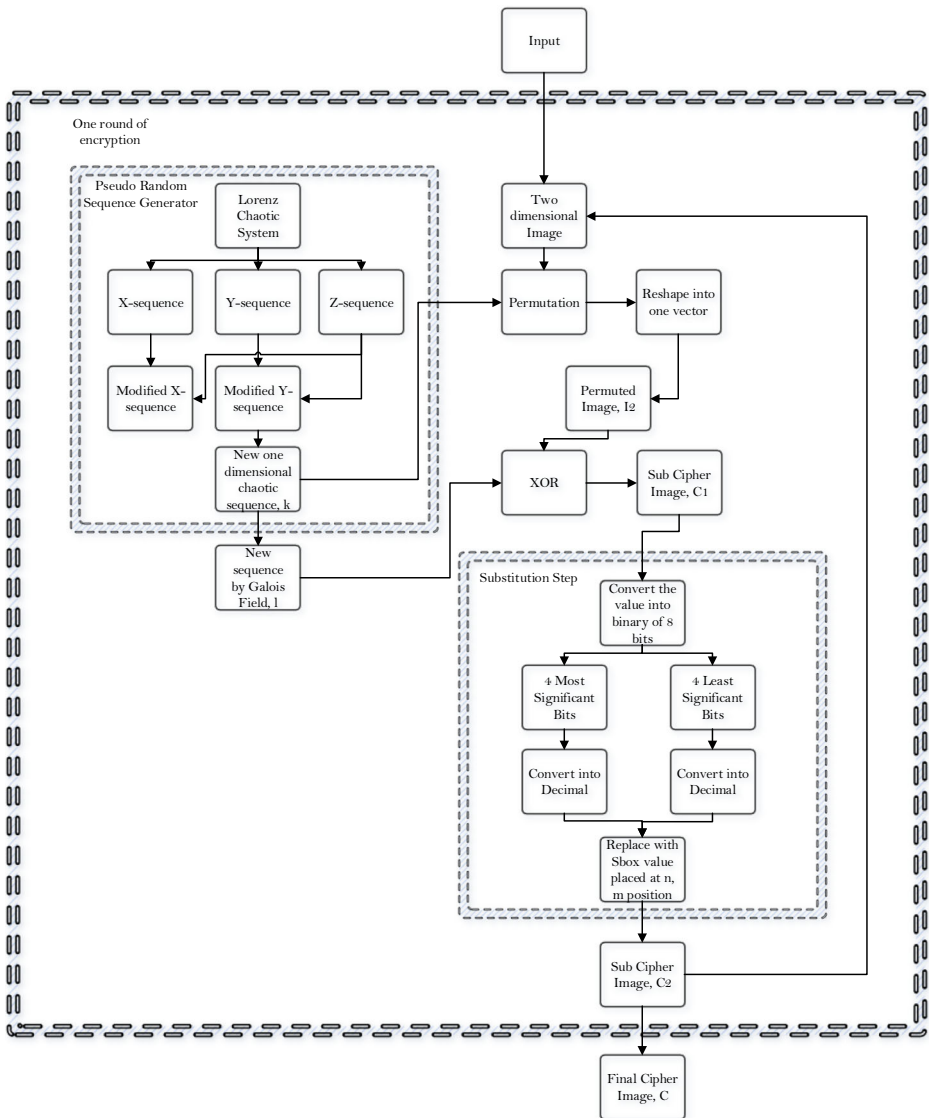 Input
One round of
encryption
Pseudo Random
Sequence Generator
Lorenz
Chaotic
System
Two
dimensional
Image
X-sequence
Y-sequence
Z-sequence
Permutation
Reshape into
one vector
Modified X-
sequence
Modified Y-
sequence
Permuted
Image, I2
New one
dimensional
chaotic
sequence, k
XOR
Sub Cipher
Image, C1
New
sequence
by Galois
Field, l
Substitution Step
Convert the
value into
binary of 8
bits
4 Most
Significant
Bits
4 Least
Significant
Bits
Convert into
Decimal
Convert into
Decimal
Replace with
Sbox value
placed at n,
m position
Sub Cipher
Image, C2
Final Cipher
Image, C